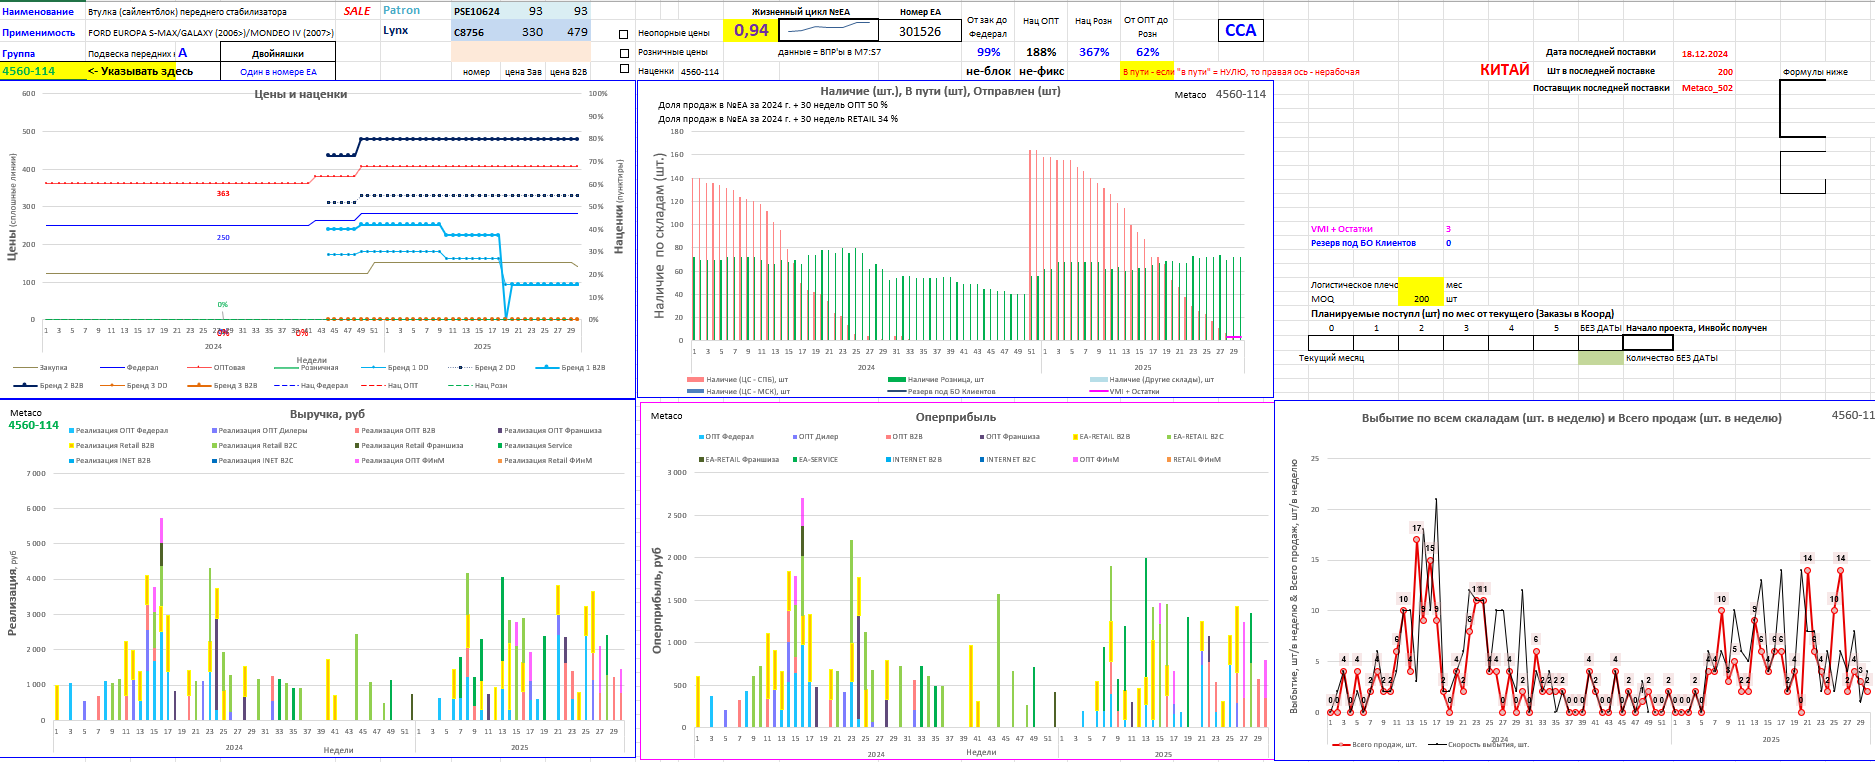 Наименование Втулка (сайлентблок) переднего стабилизатора SALE Patron PSE10624 93 93
Применимость FORD EUROPA S-MAX/GALAXY (2006>)/MONDEO IV (2007>) Lynx C8756 330 479
Группа Подвеска передних A Двойняшки
4560-114 <- Указывать здесь Один в номере EA номер цена Зав цена B2B
Жизненный цикл №EA Номер EA
Неопорные цены 0,94 301526
Розничные цены данные = ВПР'ы в M7:S7
Наценки 4560-114
От зак до Федерал Нац ОПТ Нац Розн От ОПТ до Розн ССА
99% 188% 367% 62%
не-блок не-фикс В пути - если "в пути" = НУЛЮ, то правая ось - нерабочая
КИТАЙ
Дата последней поставки 18.12.2024
Шт в последней поставке 200
Поставщик последней поставки Metaco_502
Формулы ниже
Цены и наценки
Цены (сплошные линии)
Наценки (пунктиры)
600 500 400 300 200 100 0
100% 90% 80% 70% 60% 50% 40% 30% 20% 10% 0%
363
250
0%
0%
0%
1 3 5 7 9 11 13 15 17 19 21 23 25 27 29 31 33 35 37 39 41 43 45 47 49 51 1 3 5 7 9 11 13 15 17 19 21 23 25 27 29
2024 2025
Недели
Закупка Федерал ОПТовая Розничная Бренд 1 DD Бренд 2 DD Бренд 1 B2B
Бренд 2 B2B Бренд 3 DD Бренд 3 B2B Нац Федерал Нац ОПТ Нац Розн
Наличие (шт.), В пути (шт), Отправлен (шт)
Metaco 4560-114
Доля продаж в №EA за 2024 г. + 30 недель ОПТ 50 %
Доля продаж в №EA за 2024 г. + 30 недель RETAIL 34 %
Наличие по складам (шт.)
180 160 140 120 100 80 60 40 20 0
1 3 5 7 9 11 13 15 17 19 21 23 25 27 29 31 33 35 37 39 41 43 45 47 49 51 1 3 5 7 9 11 13 15 17 19 21 23 25 27 29
2024 2025
Наличие (ЦС - СПБ), шт Наличие Розница, шт Наличие (Другие склады), шт
Наличие (ЦС - МСК), шт Резерв под БО Клиентов VMI + Остатки
VMI + Остатки 3
Резерв под БО Клиентов 0
Логистическое плечо мес
MOQ 200 шт
Планируемые поступл (шт) по мес от текущего (Заказы в Коорд)
0 1 2 3 4 5 БЕЗ ДАТЫ Начало проекта, Инвойс получен
Текущий месяц Количество БЕЗ ДАТЫ
Metaco
4560-114
Выручка, руб
Реализация ОПТ Федерал Реализация ОПТ Дилеры Реализация ОПТ B2B Реализация ОПТ Франшиза
Реализация Retail B2B Реализация Retail B2C Реализация Retail Франшиза Реализация Service
Реализация INET B2B Реализация INET B2C Реализация ОПТ ФИнМ Реализация Retail ФИнМ
Реализация, руб
7 000 6 000 5 000 4 000 3 000 2 000 1 000 0
1 3 5 7 9 11 13 15 17 19 21 23 25 27 29 31 33 35 37 39 41 43 45 47 49 51 1 3 5 7 9 11 13 15 17 19 21 23 25 27 29
2024 Недели 2025
Metaco
Оперприбыль
ОПТ Федерал ОПТ Дилер ОПТ B2B ОПТ Франшиза EA-RETAIL B2B EA-RETAIL B2C
EA-RETAIL Франшиза EA-SERVICE INTERNET B2B INTERNET B2C ОПТ ФИнМ RETAIL ФИнМ
Оперприбыль, руб
3 000 2 500 2 000 1 500 1 000 500 0
1 3 5 7 9 11 13 15 17 19 21 23 25 27 29 31 33 35 37 39 41 43 45 47 49 51 1 3 5 7 9 11 13 15 17 19 21 23 25 27 29
2024 Недели 2025
Выбытие по всем скаладам (шт. в неделю) и Всего продаж (шт. в неделю)
4560-11
Выбытие, шт/в неделю & Всего продаж, шт/в неделю
25 20 15 10 5 0
1 3 5 7 9 11 13 15 17 19 21 23 25 27 29 31 33 35 37 39 41 43 45 47 49 51 1 3 5 7 9 11 13 15 17 19 21 23 25 27 29
2024 2025
Всего продаж, шт. Скорость выбытия, шт.